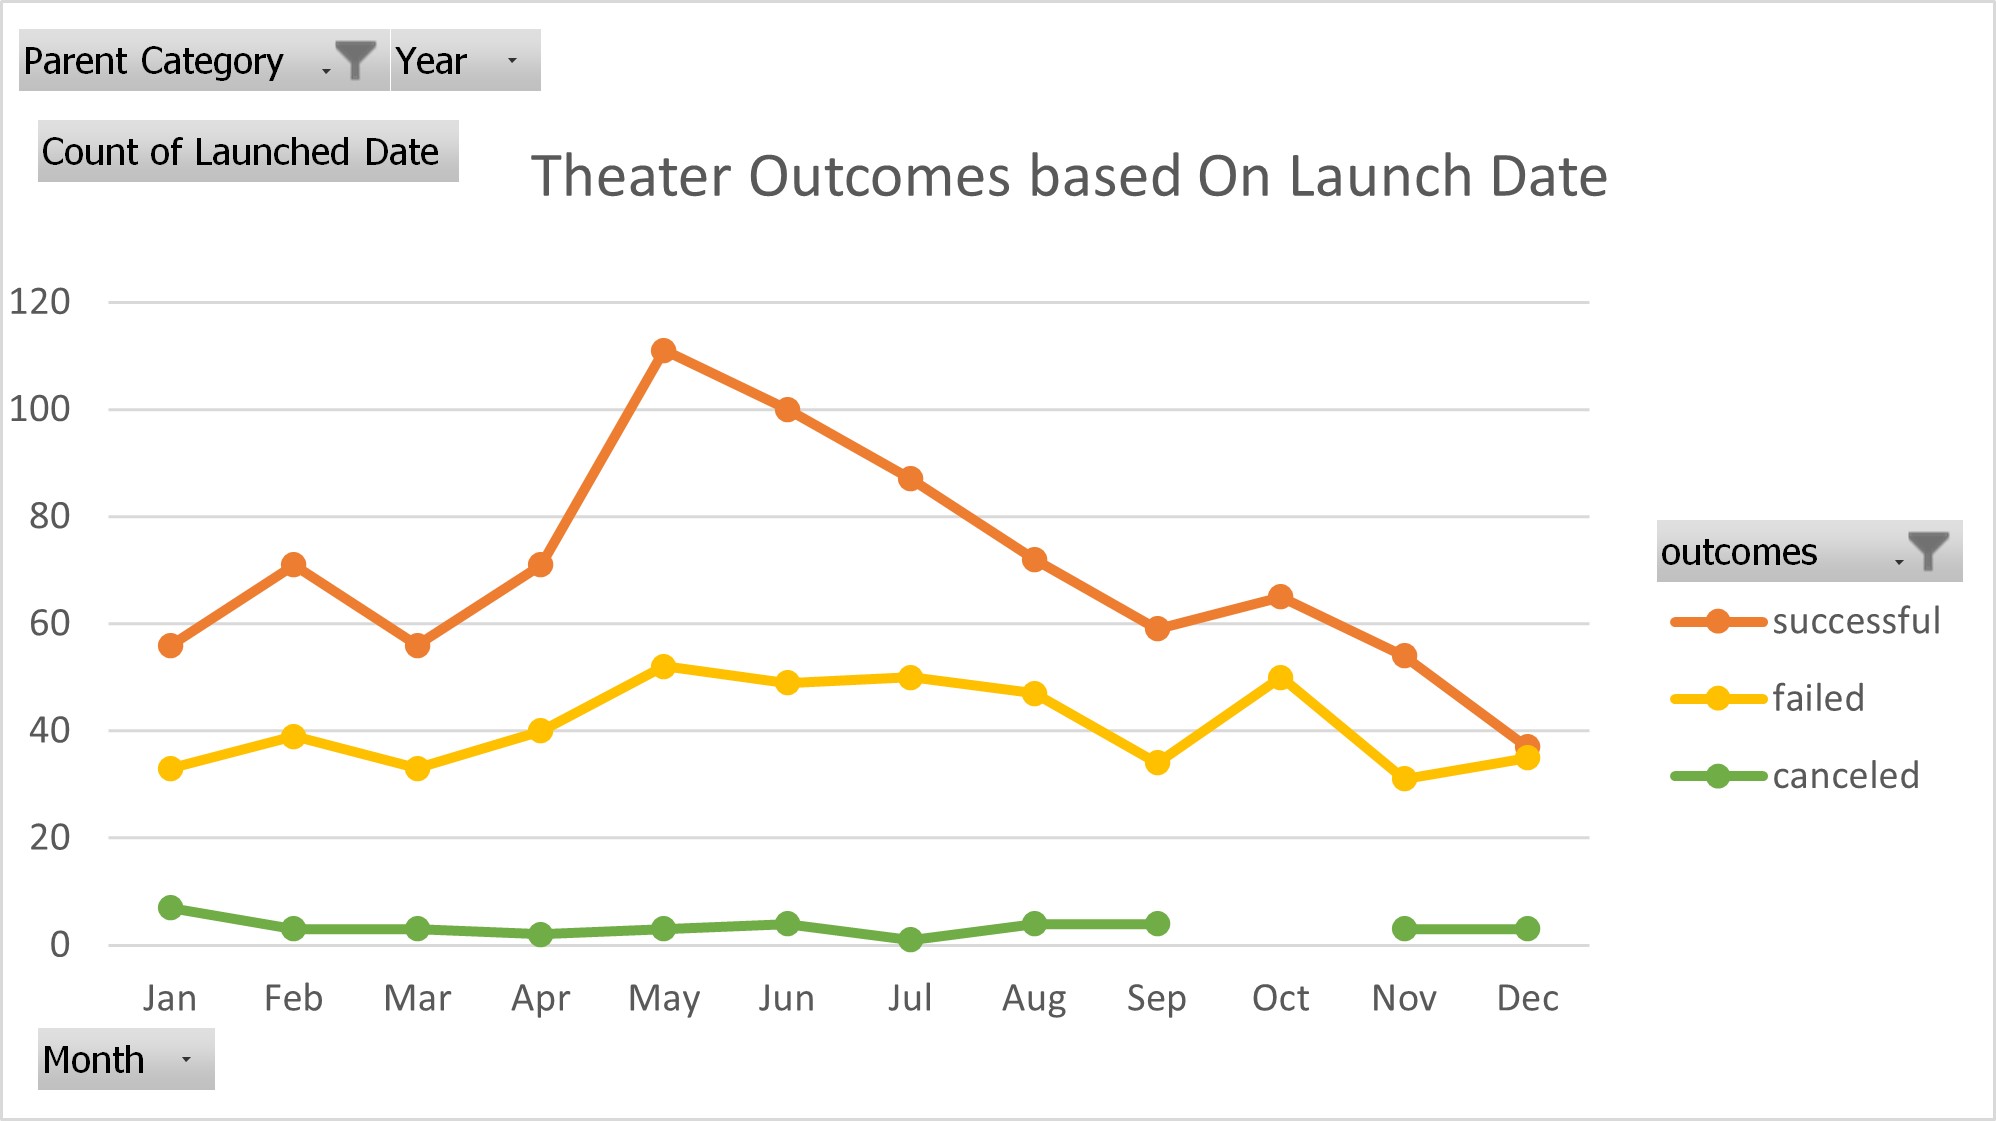 Parent Category Year
Count of Launched Date
Theater Outcomes based On Launch Date
120
100
80
60
40
20
0
Jan Feb Mar Apr May Jun Jul Aug Sep Oct Nov Dec
Month
outcomes
successful
failed
canceled